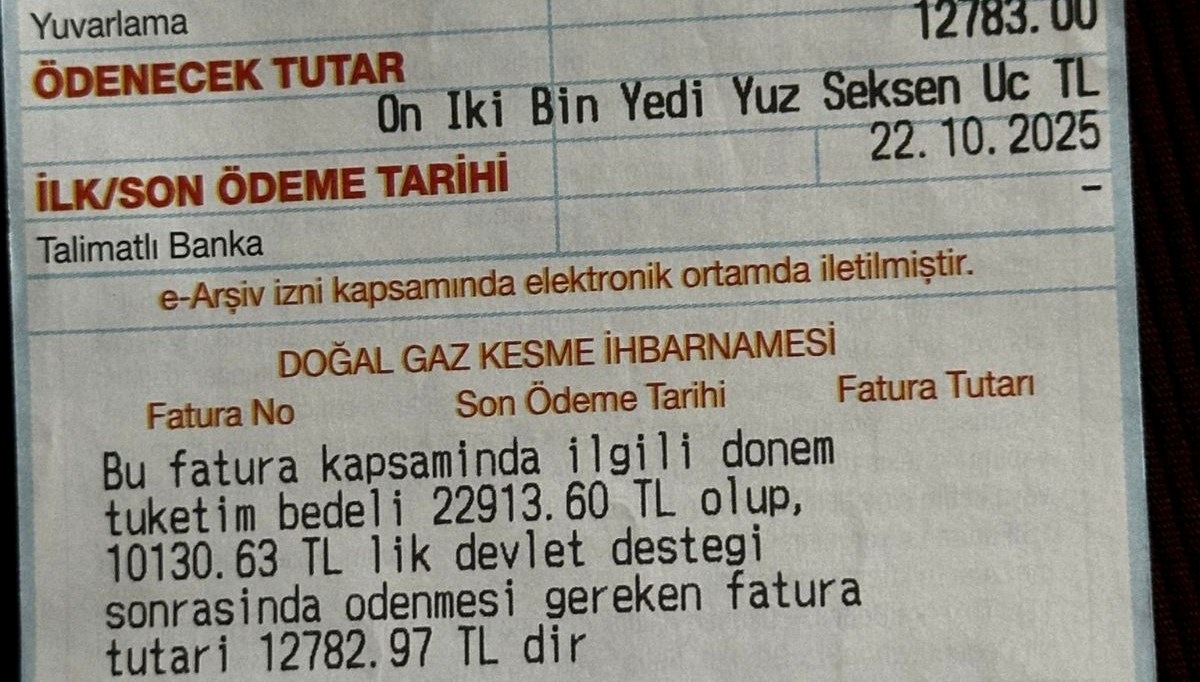 Yuvarlama
12783.00
ÖDENECEK TUTAR
On Iki Bin Yedi Yuz Seksen Uc TL
22.10.2025
İLK/SON ÖDEME TARİHİ
-
Talimatlı Banka
e-Arşiv izni kapsamında elektronik ortamda iletilmiştir.
DOĞAL GAZ KESME İHBARNAMESİ
Fatura No Son Ödeme Tarihi Fatura Tutarı
Bu fatura kapsaminda ilgili donem
tuketim bedeli 22913.60 TL olup,
10130.63 TL lik devlet destegi
sonrasinda odenmesi gereken fatura
tutari 12782.97 TL dir